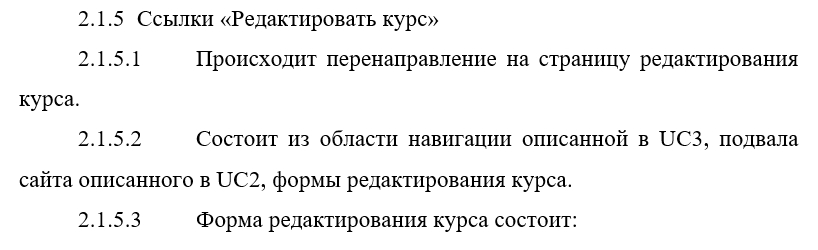 2.1.5 Ссылки «Редактировать курс»
2.1.5.1 Происходит перенаправление на страницу редактирования
курса.
2.1.5.2 Состоит из области навигации описанной в UC3, подвала
сайта описанного в UC2, формы редактирования курса.
2.1.5.3 Форма редактирования курса состоит: